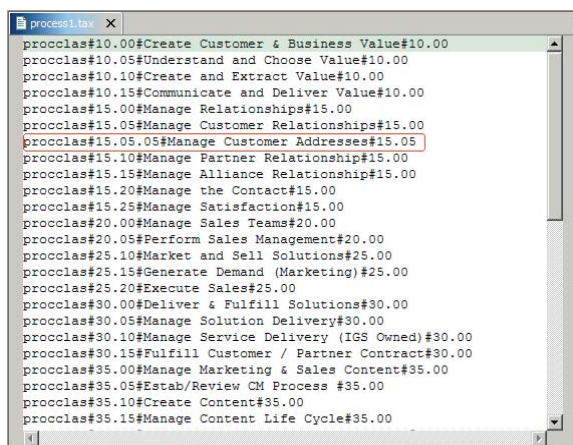 process1.tax X
procclas#10.00#Create Customer & Business Value#10.00
procclas#10.05#Understand and Choose Value#10.00
procclas#10.10#Create and Extract Value#10.00
procclas#10.15#Communicate and Deliver Value#10.00
procclas#15.00#Manage Relationships#15.00
procclas#15.05#Manage Customer Relationships#15.00
procclas#15.05.05#Manage Customer Addresses#15.05
procclas#15.10#Manage Partner Relationship#15.00
procclas#15.15#Manage Alliance Relationship#15.00
procclas#15.20#Manage the Contact#15.00
procclas#15.25#Manage Satisfaction#15.00
procclas#20.00#Manage Sales Teams#20.00
procclas#20.05#Perform Sales Management#20.00
procclas#25.10#Market and Sell Solutions#25.00
procclas#25.15#Generate Demand (Marketing)#25.00
procclas#25.20#Execute Sales#25.00
procclas#30.00#Deliver & Fulfill Solutions#30.00
procclas#30.05#Manage Solution Delivery#30.00
procclas#30.10#Manage Service Delivery (IGS Owned)#30.00
procclas#30.15#Fulfill Customer / Partner Contract#30.00
procclas#35.00#Manage Marketing & Sales Content#35.00
procclas#35.05#Estab/Review CM Process #35.00
procclas#35.10#Create Content#35.00
procclas#35.15#Manage Content Life Cycle#35.00